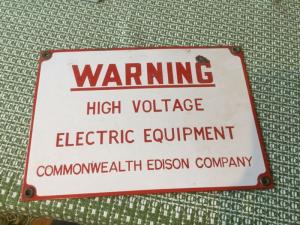 WARNING
HIGH VOLTAGE
ELECTRIC EQUIPMENT
COMMONWEALTH EDISON COMPANY